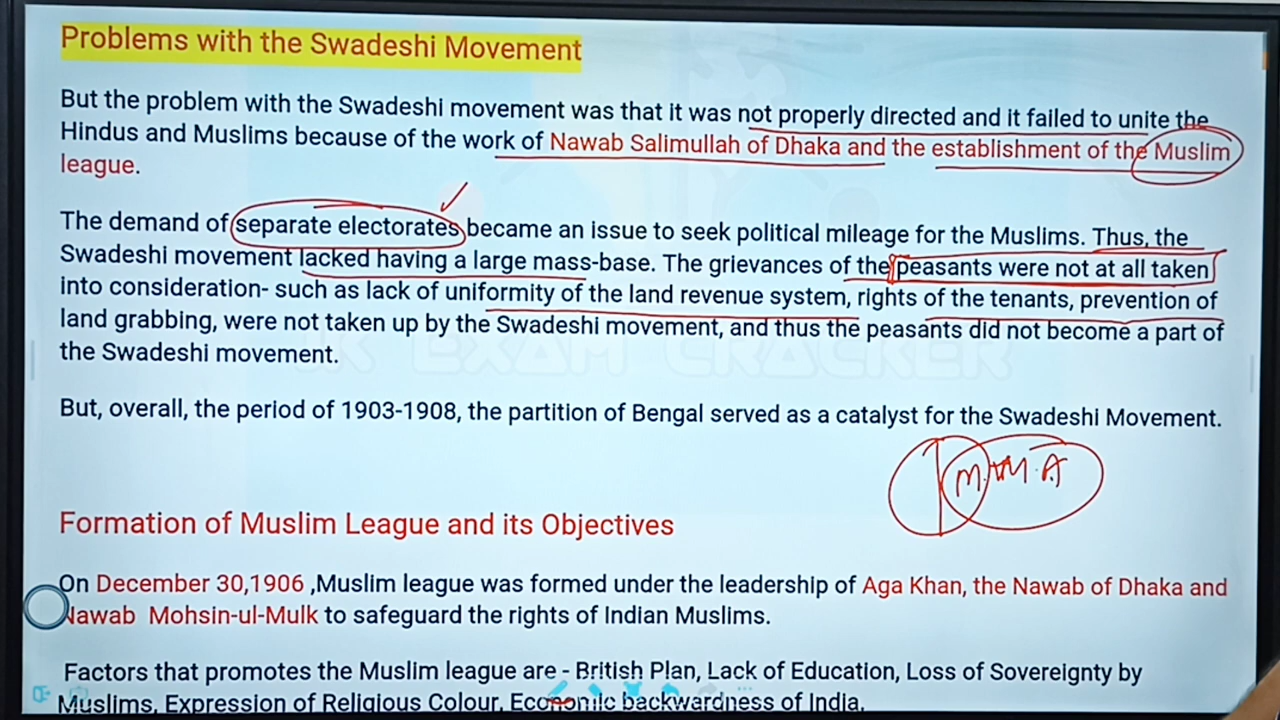 Problems with the Swadeshi Movement
But the problem with the Swadeshi movement was that it was not properly directed and it failed to unite the
Hindus and Muslims because of the work of Nawab Salimullah of Dhaka and the establishment of the Muslim
league.
The demand of separate electorates became an issue to seek political mileage for the Muslims. Thus, the
Swadeshi movement lacked having a large mass-base. The grievances of the peasants were not at all taken
into consideration- such as lack of uniformity of the land revenue system, rights of the tenants, prevention of
land grabbing, were not taken up by the Swadeshi movement, and thus the peasants did not become a part of
the Swadeshi movement.
JK EXAM CRACKER
But, overall, the period of 1903-1908, the partition of Bengal served as a catalyst for the Swadeshi Movement.
Formation of Muslim League and its Objectives
On December 30,1906 ,Muslim league was formed under the leadership of Aga Khan, the Nawab of Dhaka and
Nawab Mohsin-ul-Mulk to safeguard the rights of Indian Muslims.
Factors that promotes the Muslim league are - British Plan, Lack of Education, Loss of Sovereignty by
Muslims, Expression of Religious Colour, Economic backwardness of India.